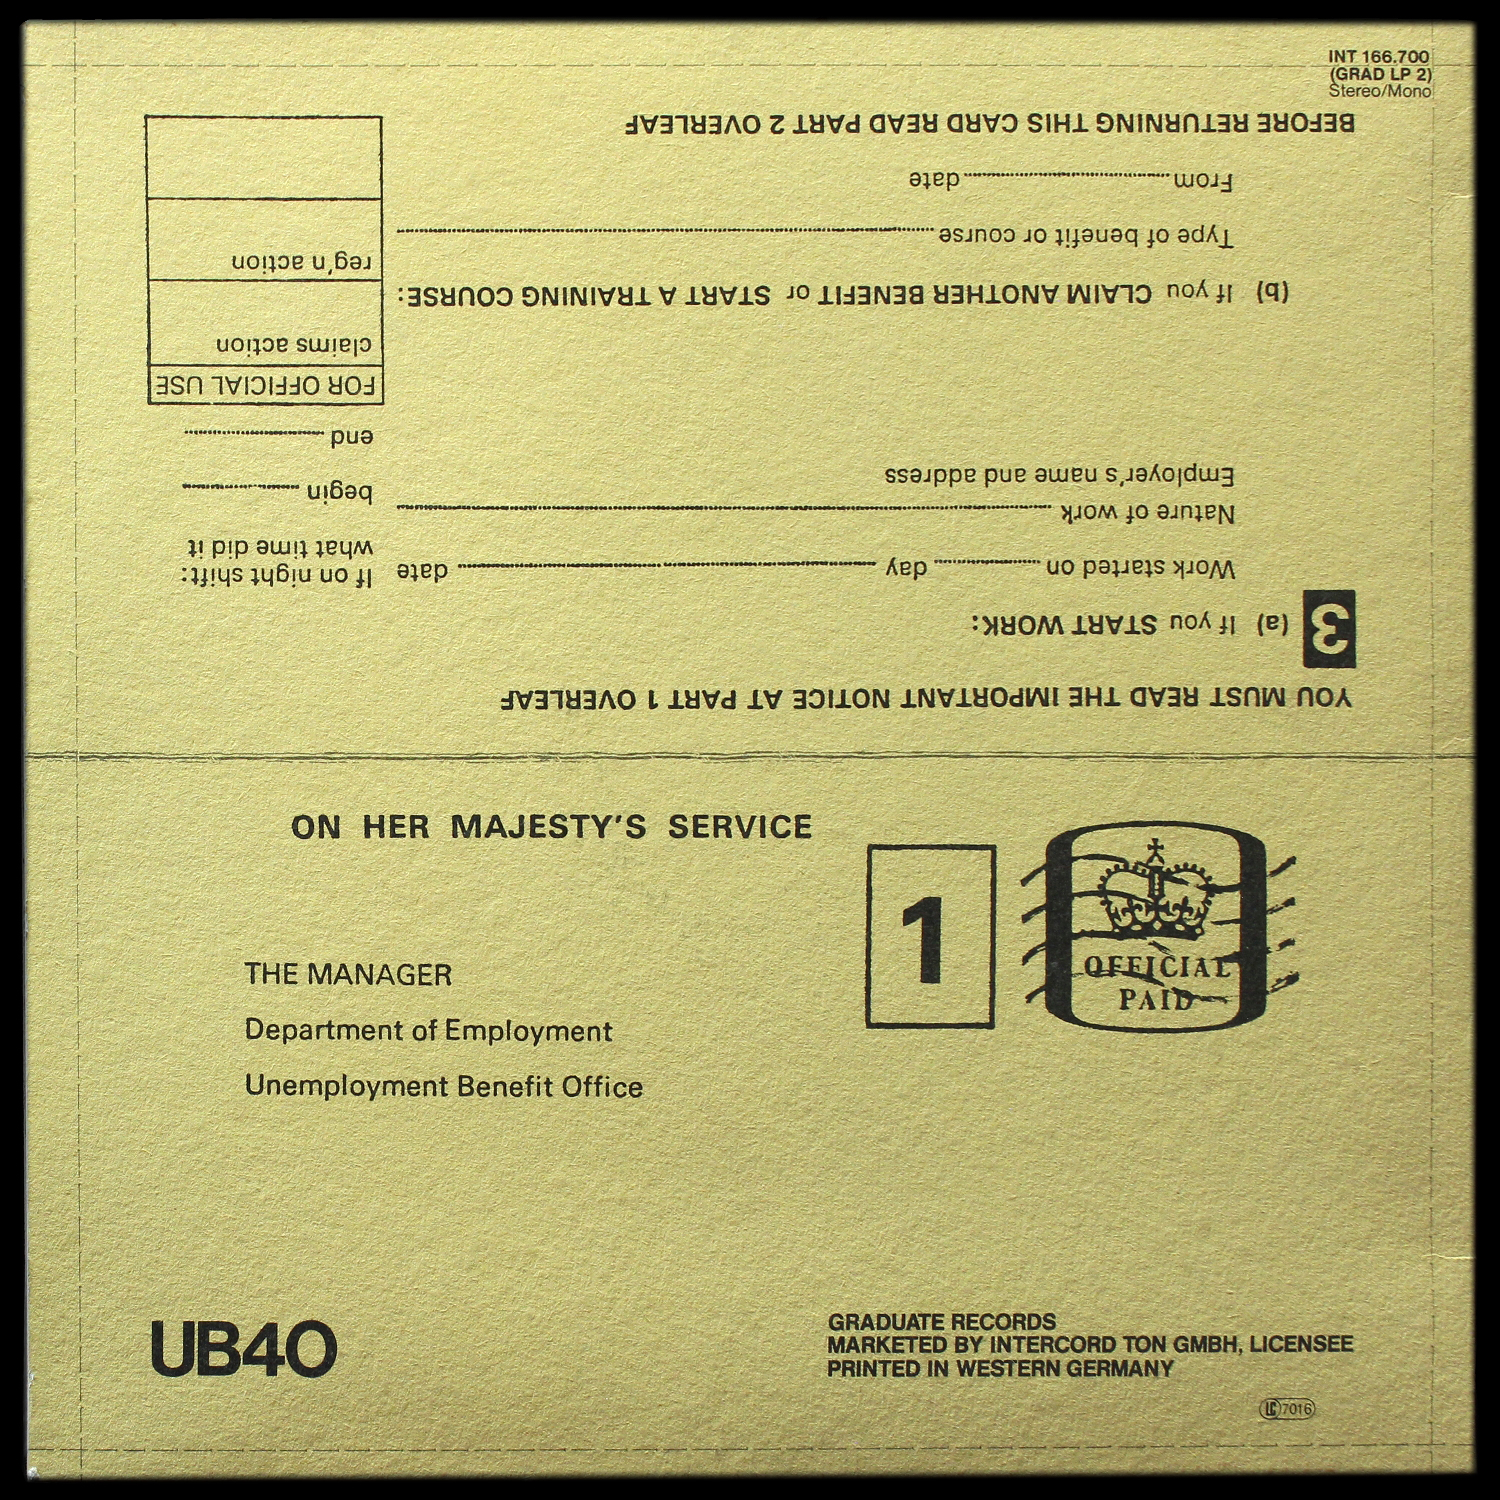 INT 166.700
(GRAD LP 2)
Stereo/Mono
YOU MUST READ THE IMPORTANT NOTICE AT PART 1 OVERLEAF
3 (a) If you START WORK:
Work started on ............ day ............ date
Nature of work ............
Employer's name and address
If on night shift:
what time did it
begin ............
end ............
FOR OFFICIAL USE
claims action
reg'n action
(b) If you CLAIM ANOTHER BENEFIT or START A TRAINING COURSE:
Type of benefit or course ............
From ............ date
BEFORE RETURNING THIS CARD READ PART 2 OVERLEAF
ON HER MAJESTY'S SERVICE
1
OFFICIAL
PAID
THE MANAGER
Department of Employment
Unemployment Benefit Office
UB40
GRADUATE RECORDS
MARKETED BY INTERCORD TON GMBH, LICENSEE
PRINTED IN WESTERN GERMANY
LC 7016